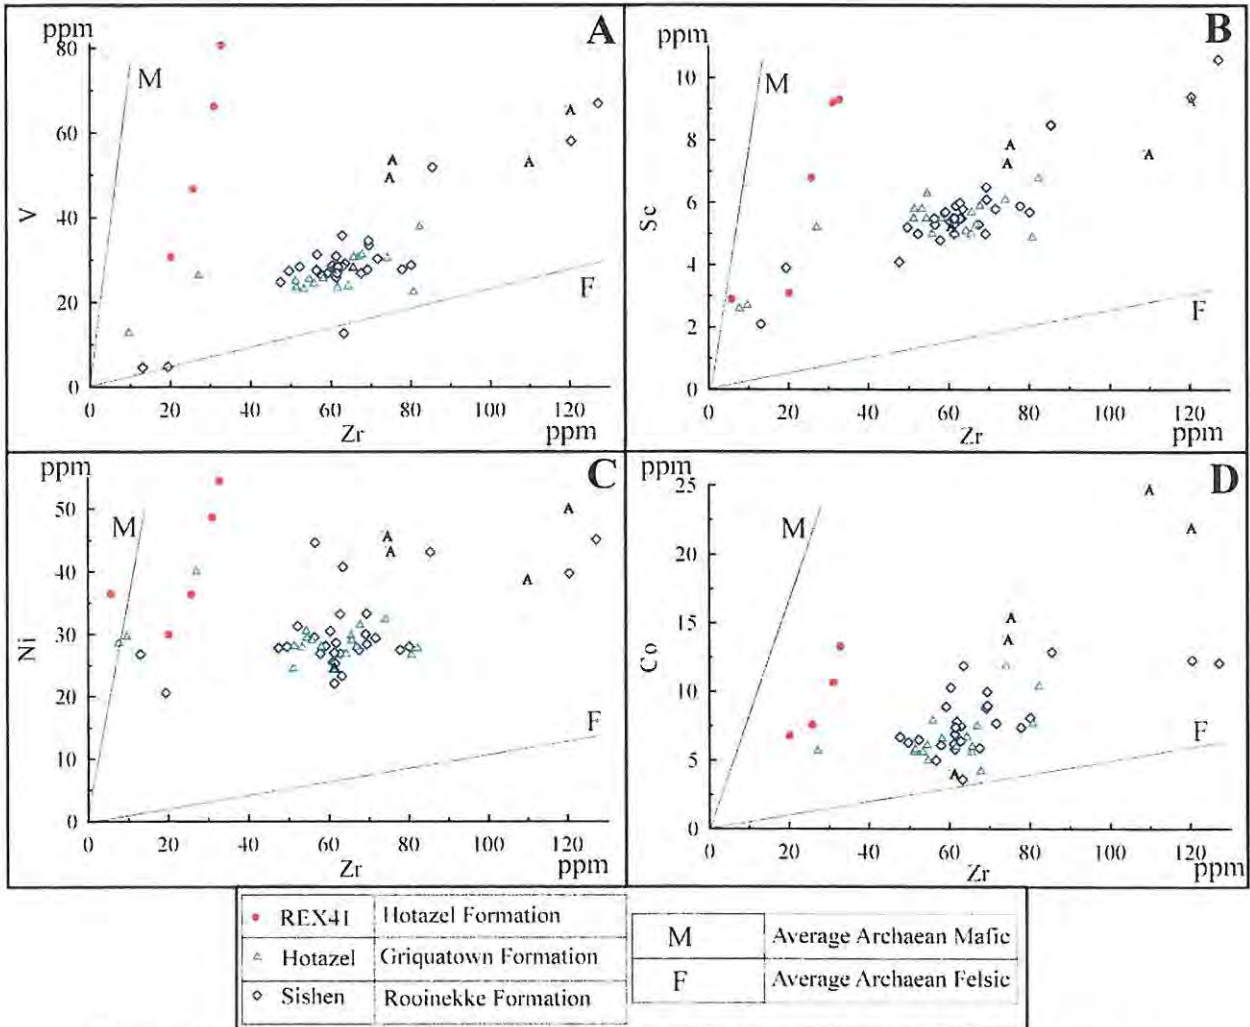 ppm
A
80
M
60
V
40
20
F
0
0 20 40 60 80 100 120
Zr
ppm
ppm
B
10
M
8
Sc
6
4
2
F
0
0 20 40 60 80 100 120
Zr
ppm
ppm
C
50
M
40
Ni
30
20
F
10
0
0 20 40 60 80 100 120
Zr
ppm
ppm
D
25
M
20
15
Co
10
F
5
0
0 20 40 60 80 100 120
Zr
ppm
REX41 Hotazel Formation
Hotazel Griquatown Formation
Sishen Rooinekke Formation
M Average Archaean Mafic
F Average Archaean Felsic